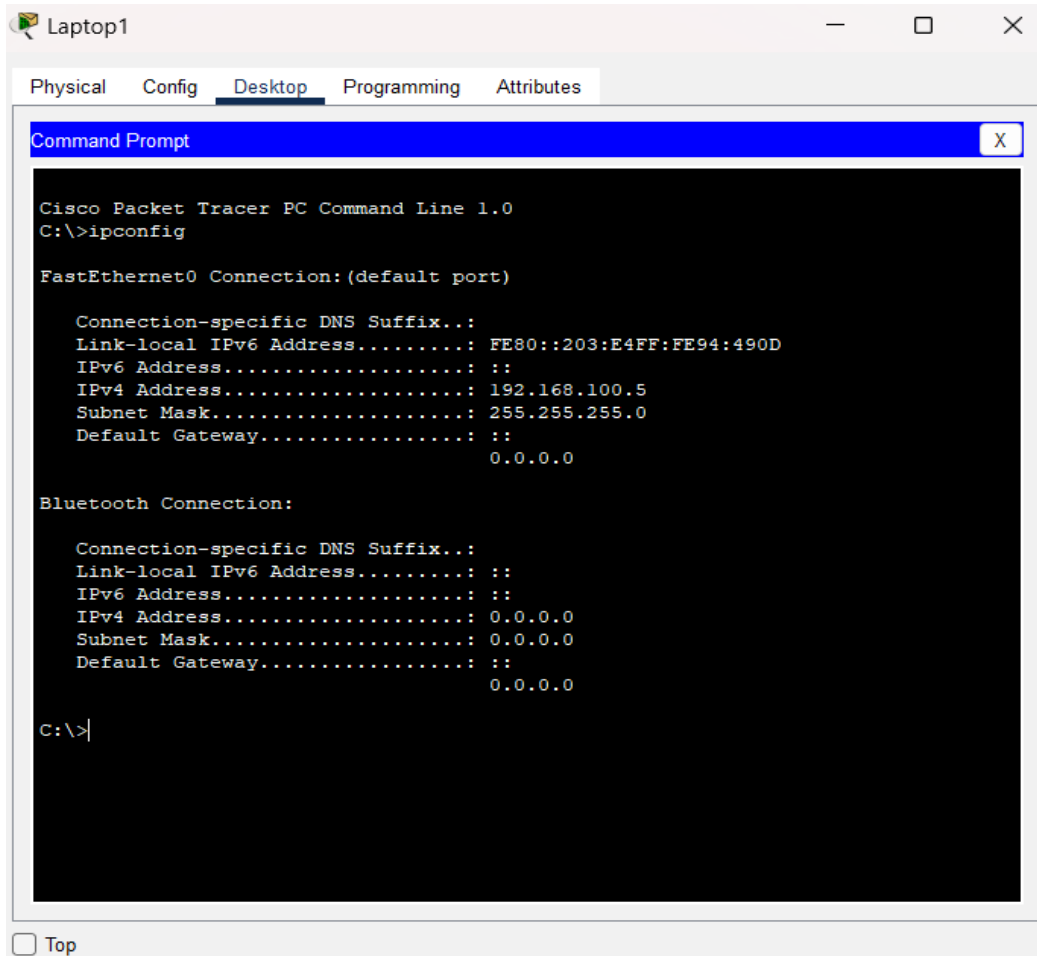 Laptop1
Physical Config Desktop Programming Attributes
Command Prompt X
Cisco Packet Tracer PC Command Line 1.0
C:\>ipconfig
FastEthernet0 Connection:(default port)
Connection-specific DNS Suffix..:
Link-local IPv6 Address.........: FE80::203:E4FF:FE94:490D
IPv6 Address....................: ::
IPv4 Address....................: 192.168.100.5
Subnet Mask.....................: 255.255.255.0
Default Gateway.................: ::
0.0.0.0
Bluetooth Connection:
Connection-specific DNS Suffix..:
Link-local IPv6 Address.........: ::
IPv6 Address....................: ::
IPv4 Address....................: 0.0.0.0
Subnet Mask.....................: 0.0.0.0
Default Gateway.................: ::
0.0.0.0
C:\>
Top